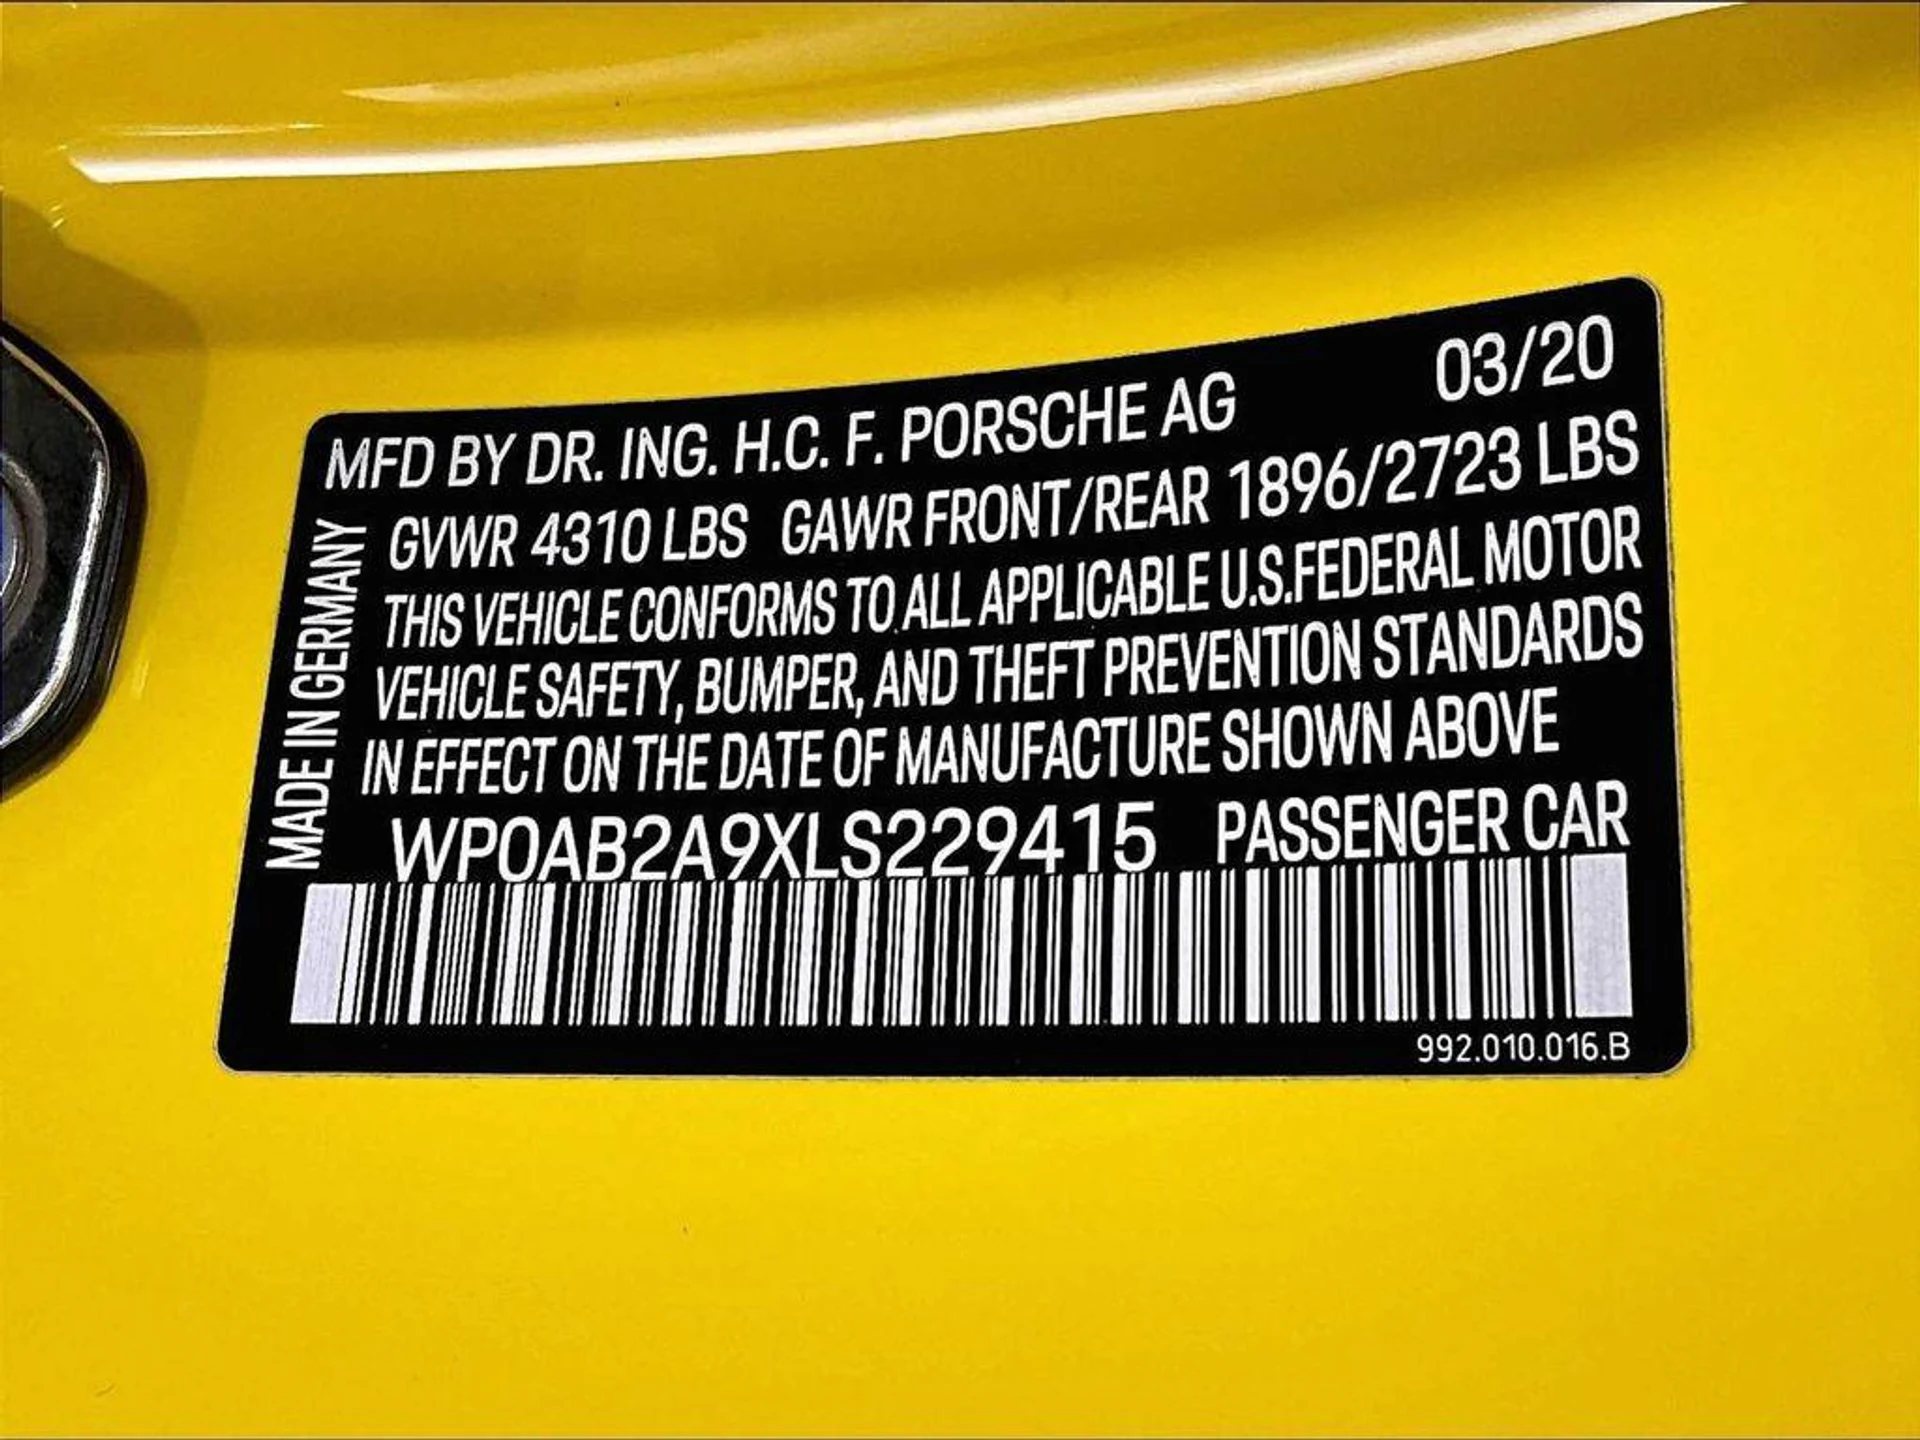 MFD BY DR. ING. H.C. F. PORSCHE AG 03/20
GVWR 4310 LBS GAWR FRONT/REAR 1896/2723 LBS
THIS VEHICLE CONFORMS TO ALL APPLICABLE U.S.FEDERAL MOTOR
VEHICLE SAFETY, BUMPER, AND THEFT PREVENTION STANDARDS
IN EFFECT ON THE DATE OF MANUFACTURE SHOWN ABOVE
WP0AB2A9XLS229415 PASSENGER CAR
992.010.016.B
MADE IN GERMANY